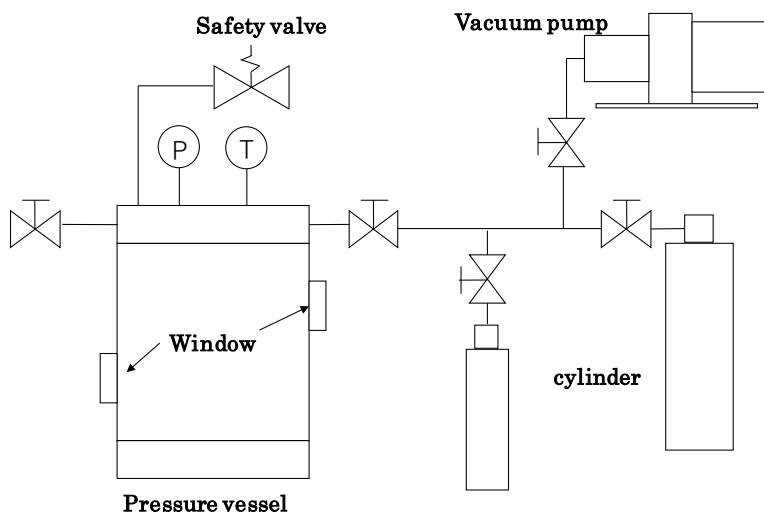 Safety valve
Vacuum pump
P
T
Window
cylinder
Pressure vessel